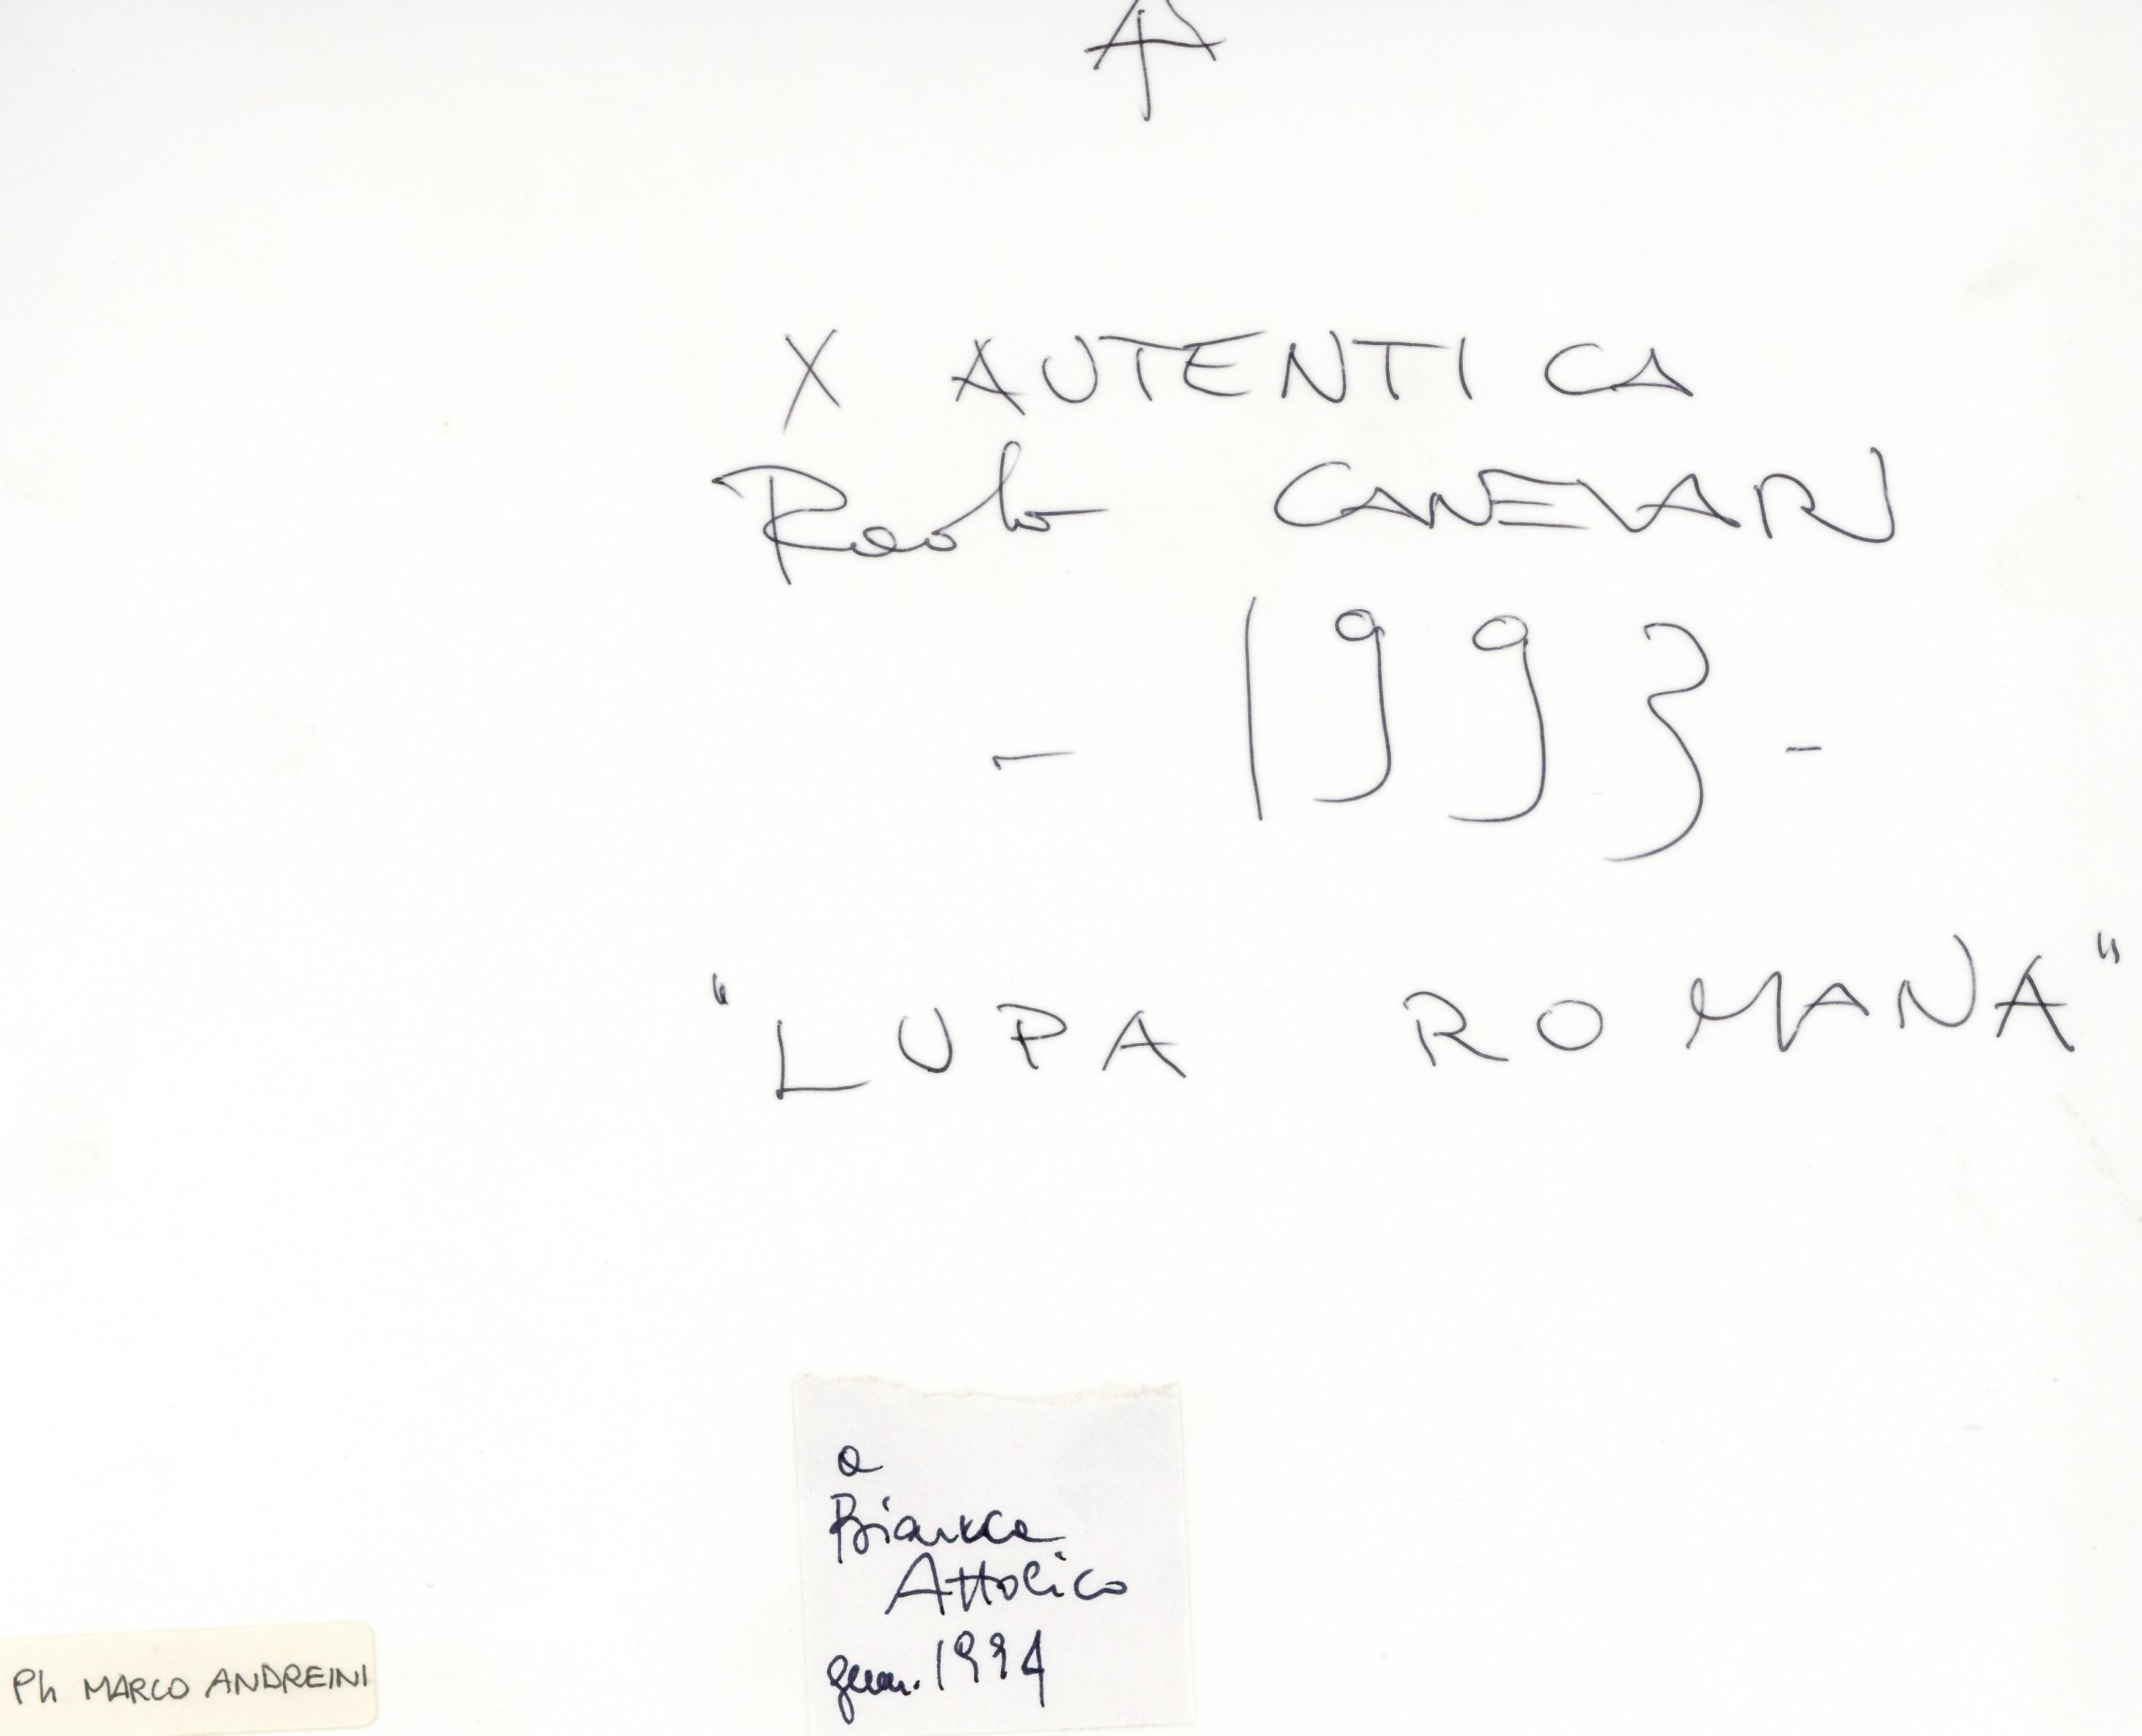 X AUTENTICA
Paolo CANEVARI
- 1993 -
"LUPA ROMANA"
a
Bianca
Attolico
genn. 1994
Ph MARCO ANDREINI